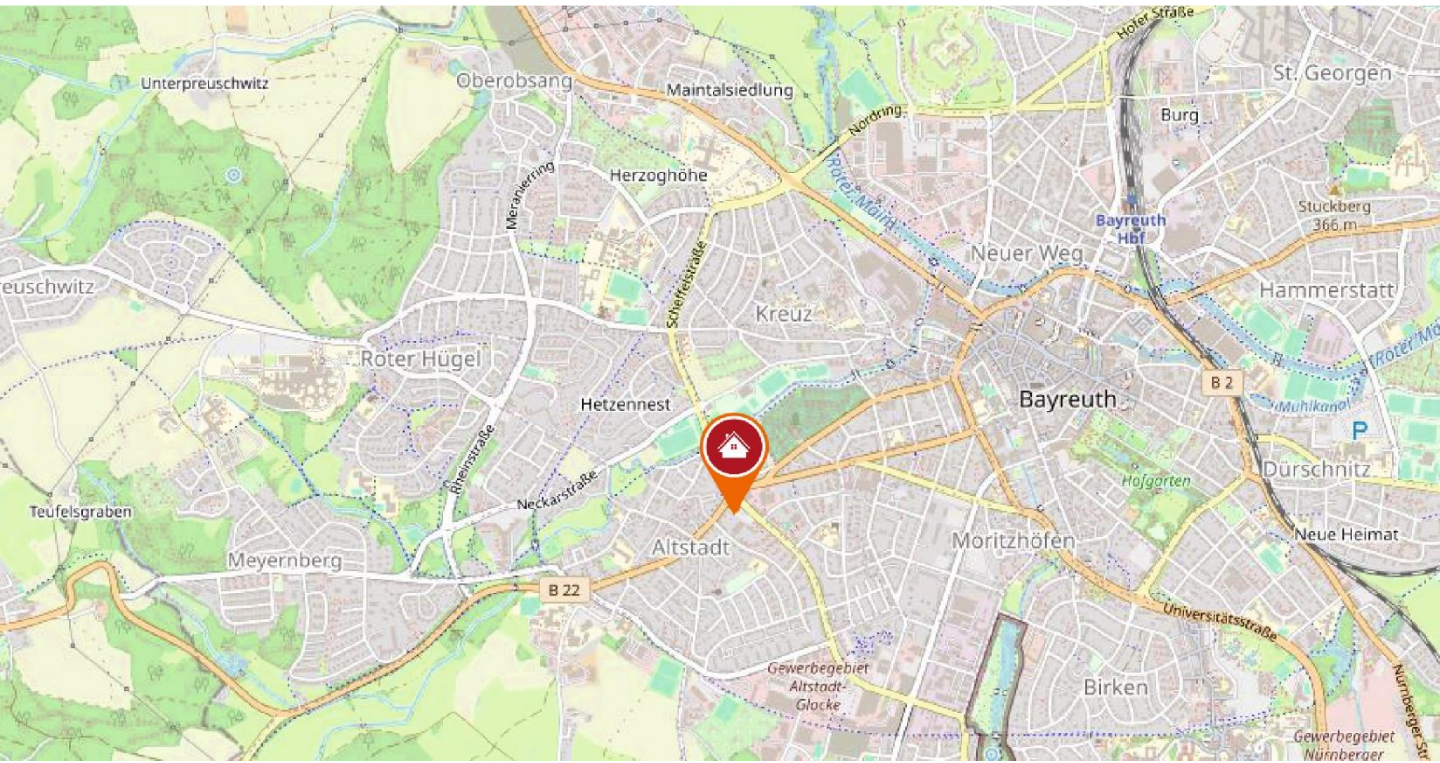 Hofer Straße
Unterpreuschwitz
Oberobsang
Maintalsiedlung
St. Georgen
Burg
Nordring
Herzoghöhe
Meranierring
Roter Main
Stuckberg
366 m
Bayreuth
Hbf
Neuer Weg
reuschwitz
Scheffelstraße
Kreuz
Hammerstatt
Roter Ma
Roter Hügel
B 2
Hetzennest
Bayreuth
Mühlkanal
P
Rheinstraße
Neckarstraße
Hofgarten
Dürschnitz
Teufelsgraben
Neue Heimat
Altstadt
Moritzhöfen
Meyernberg
B 22
Universitätsstraße
Gewerbegebiet
Altstadt-
Glocke
Birken
Nürnberger Str
Gewerbegebiet
Nürnberger